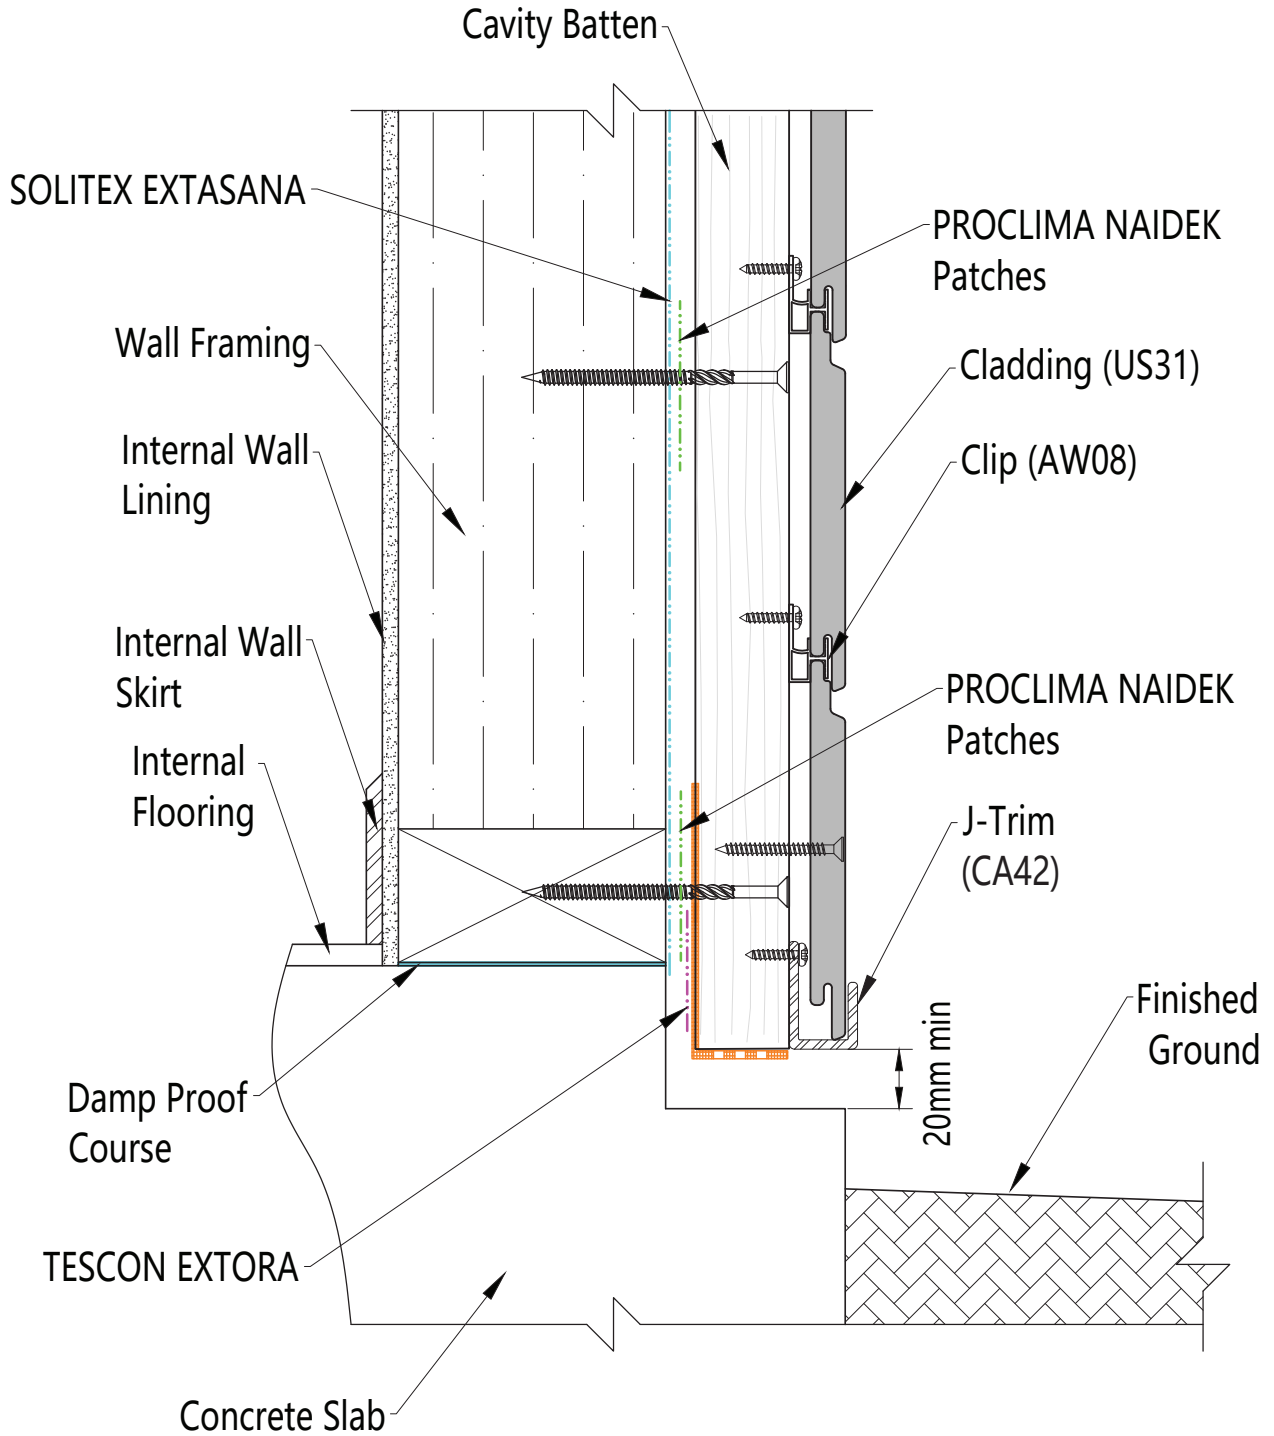 Cavity Batten
SOLITEX EXTASANA
PROCLIMA NAIDEK
Patches
Wall Framing
Cladding (US31)
Internal Wall
Lining
Clip (AW08)
Internal Wall
Skirt
PROCLIMA NAIDEK
Patches
Internal
Flooring
J-Trim
(CA42)
Finished
Ground
20mm min
Damp Proof
Course
TESCON EXTORA
Concrete Slab